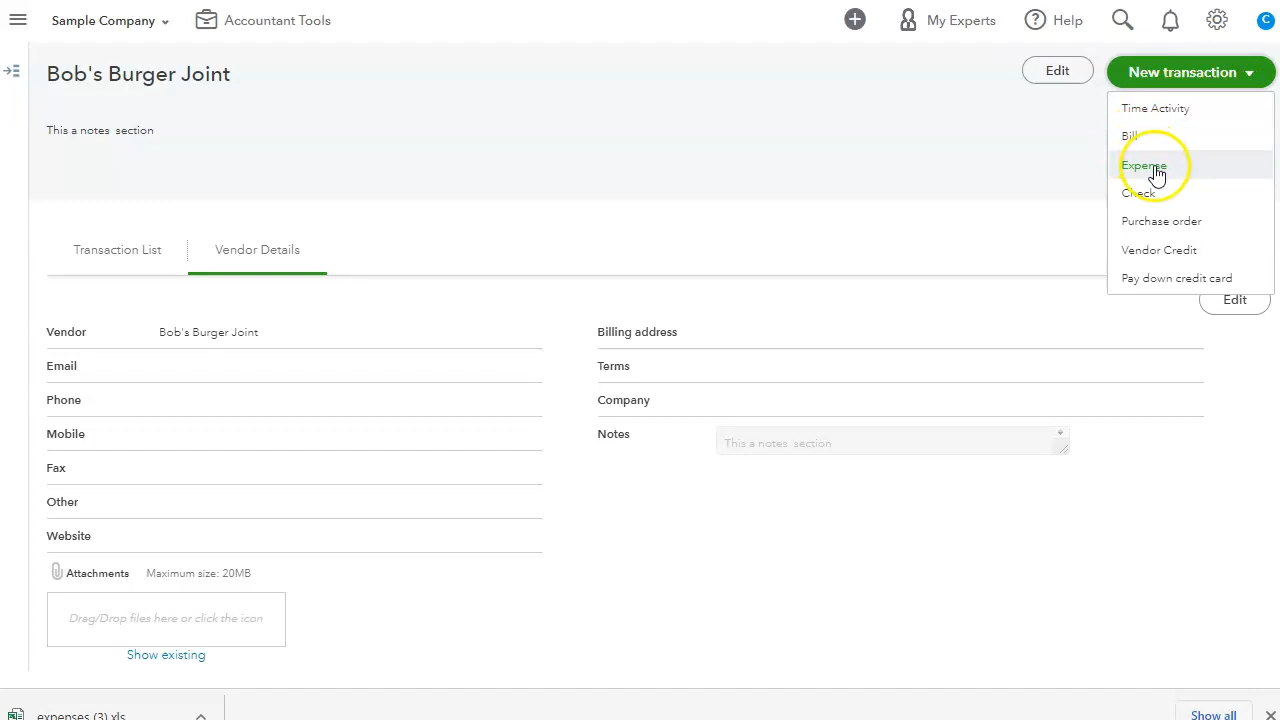 Sample Company
Accountant Tools
My Experts
Help
C
Bob's Burger Joint
Edit
New transaction
This a notes section
Time Activity
Bill
Expense
Check
Purchase order
Vendor Credit
Pay down credit card
Transaction List
Vendor Details
Edit
Vendor Bob's Burger Joint
Email
Phone
Mobile
Fax
Other
Website
Billing address
Terms
Company
Notes This a notes section
Attachments Maximum size: 20MB
Drag/Drop files here or click the icon
Show existing
expenses (3).xls
Show all